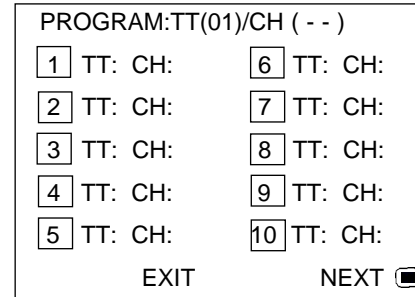 PROGRAM:TT(01)/CH ( - - )
1 TT: CH: 6 TT: CH:
2 TT: CH: 7 TT: CH:
3 TT: CH: 8 TT: CH:
4 TT: CH: 9 TT: CH:
5 TT: CH: 10 TT: CH:
EXIT NEXT